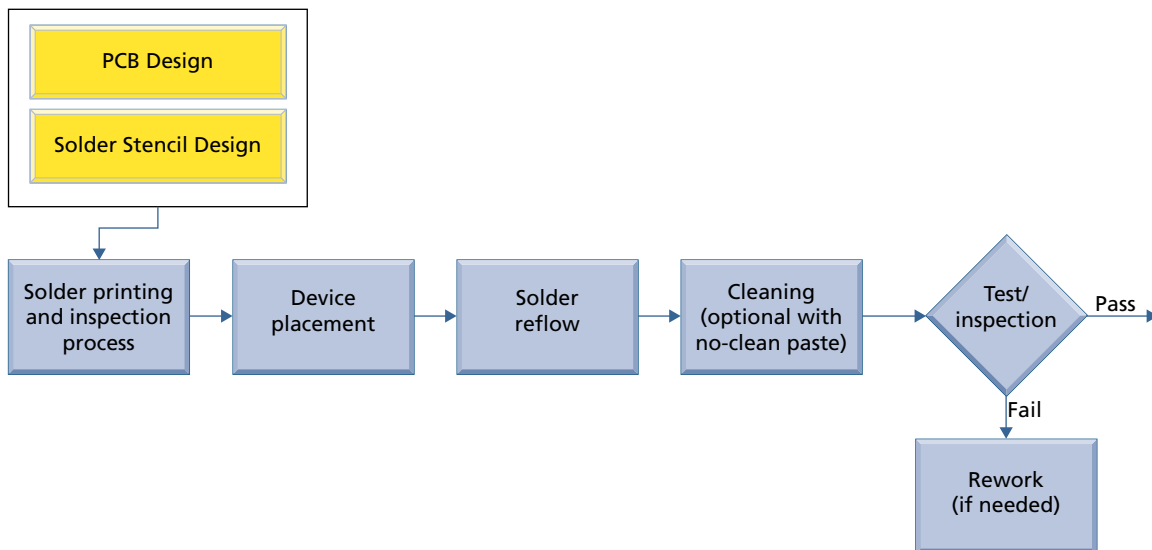 PCB Design
Solder Stencil Design
Solder printing
and inspection
process
Device
placement
Solder
reflow
Cleaning
(optional with
no-clean paste)
Test/
inspection
Pass
Fail
Rework
(if needed)